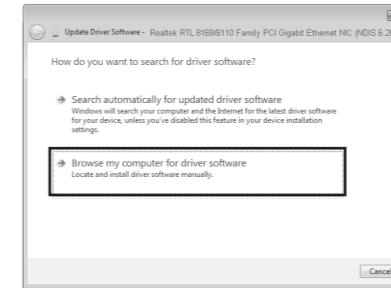 Update Driver Software - Realtek RTL 8169/8110 Family PCI Gigabit Ethernet NIC (NDIS 6.20
How do you want to search for driver software?
Search automatically for updated driver software
Windows will search your computer and the Internet for the latest driver software
for your device, unless you've disabled this feature in your device installation
settings.
Browse my computer for driver software
Locate and install driver software manually.
Cancel